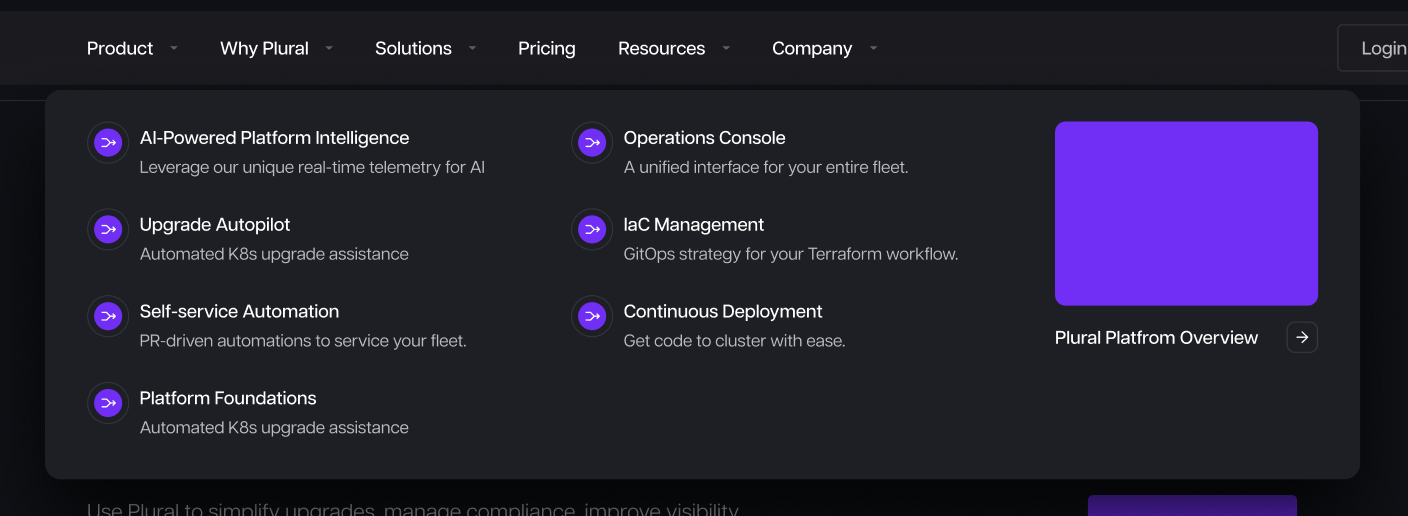 Product
Why Plural
Solutions
Pricing
Resources
Company
Login
AI-Powered Platform Intelligence
Leverage our unique real-time telemetry for AI
Upgrade Autopilot
Automated K8s upgrade assistance
Self-service Automation
PR-driven automations to service your fleet.
Platform Foundations
Automated K8s upgrade assistance
Operations Console
A unified interface for your entire fleet.
IaC Management
GitOps strategy for your Terraform workflow.
Continuous Deployment
Get code to cluster with ease.
Plural Platfrom Overview
Use Plural to simplify upgrades, manage compliance, improve visibility